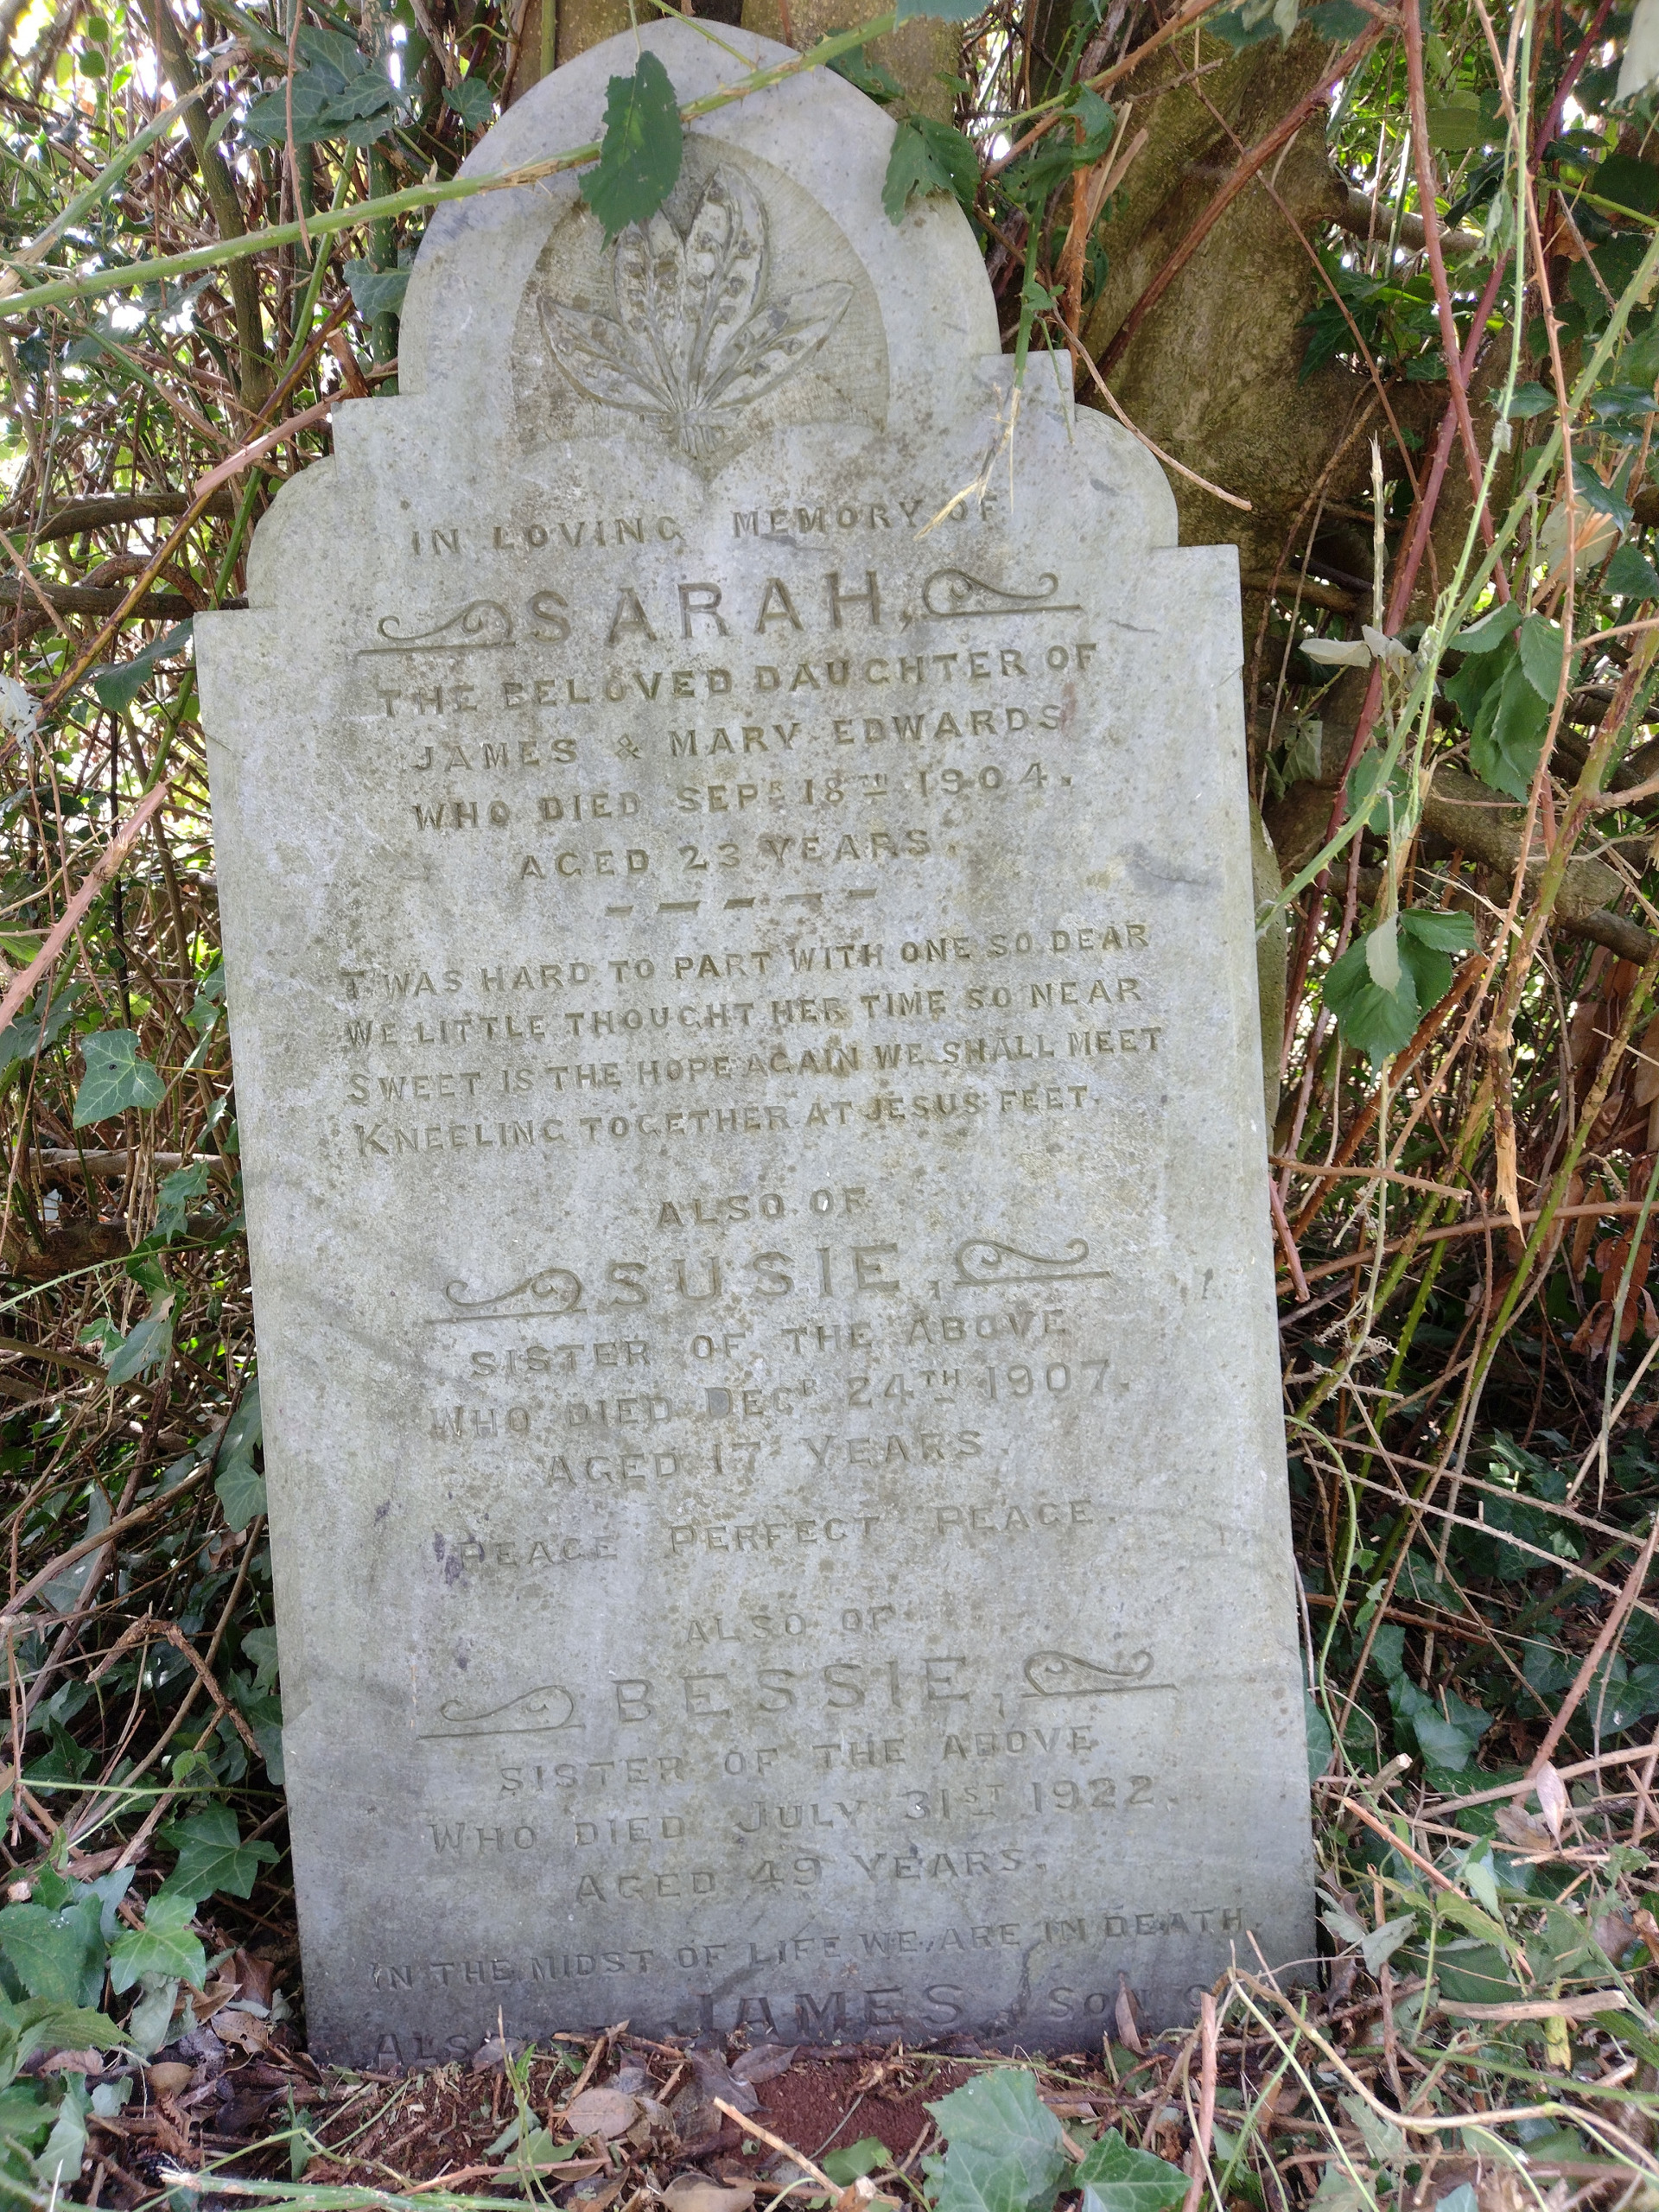 IN LOVING MEMORY OF
SARAH,
THE BELOVED DAUGHTER OF
JAMES & MARY EDWARDS
WHO DIED SEPR 18TH 1904.
AGED 23 YEARS.
T'WAS HARD TO PART WITH ONE SO DEAR
WE LITTLE THOUGHT HER TIME SO NEAR
SWEET IS THE HOPE AGAIN WE SHALL MEET
KNEELING TOGETHER AT JESUS FEET.
ALSO OF
SUSIE,
SISTER OF THE ABOVE
WHO DIED DECR 24TH 1907.
AGED 17 YEARS.
PEACE PERFECT PEACE.
ALSO OF
BESSIE,
SISTER OF THE ABOVE
WHO DIED JULY 31ST 1922.
AGED 49 YEARS.
IN THE MIDST OF LIFE WE ARE IN DEATH.
ALSO JAMES, SON